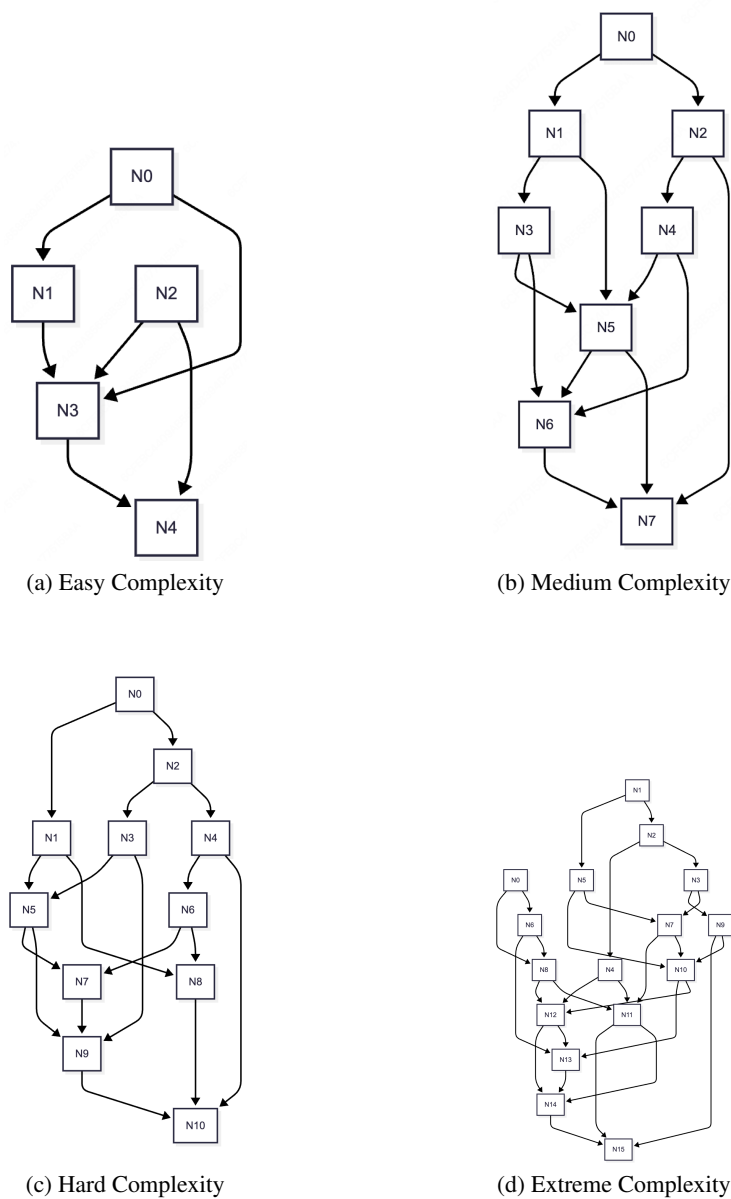 N0
N1 N2
N3
N4
(a) Easy Complexity
N0
N1 N2
N3 N4
N5
N6
N7
(b) Medium Complexity
N0
N2
N1 N3 N4
N5 N6
N7 N8
N9
N10
(c) Hard Complexity
N1
N2
N0 N5 N3
N6 N7 N9
N8 N4 N10
N12 N11
N13
N14
N15
(d) Extreme Complexity